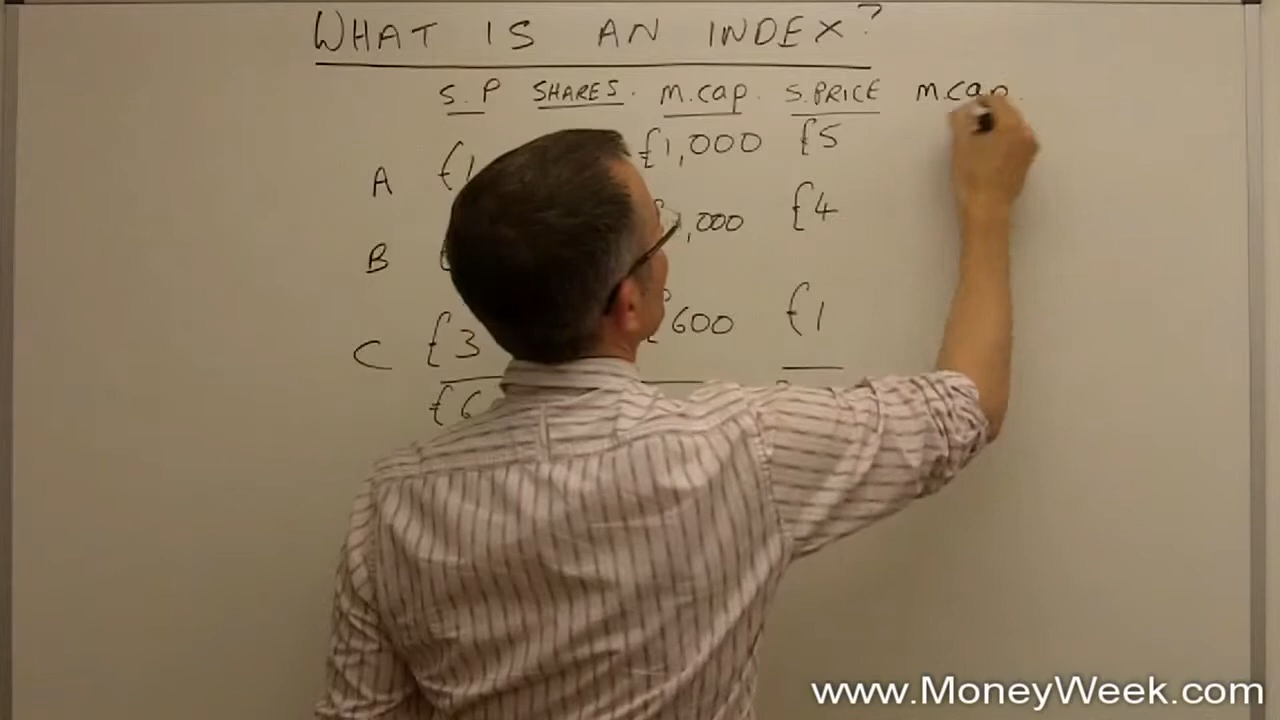 WHAT IS AN INDEX?
S.P SHARES. m.cap. S.PRICE m.cap.
A £1 £1,000 £5
B ,000 £4
C £3 £600 £1
£6
www.MoneyWeek.com